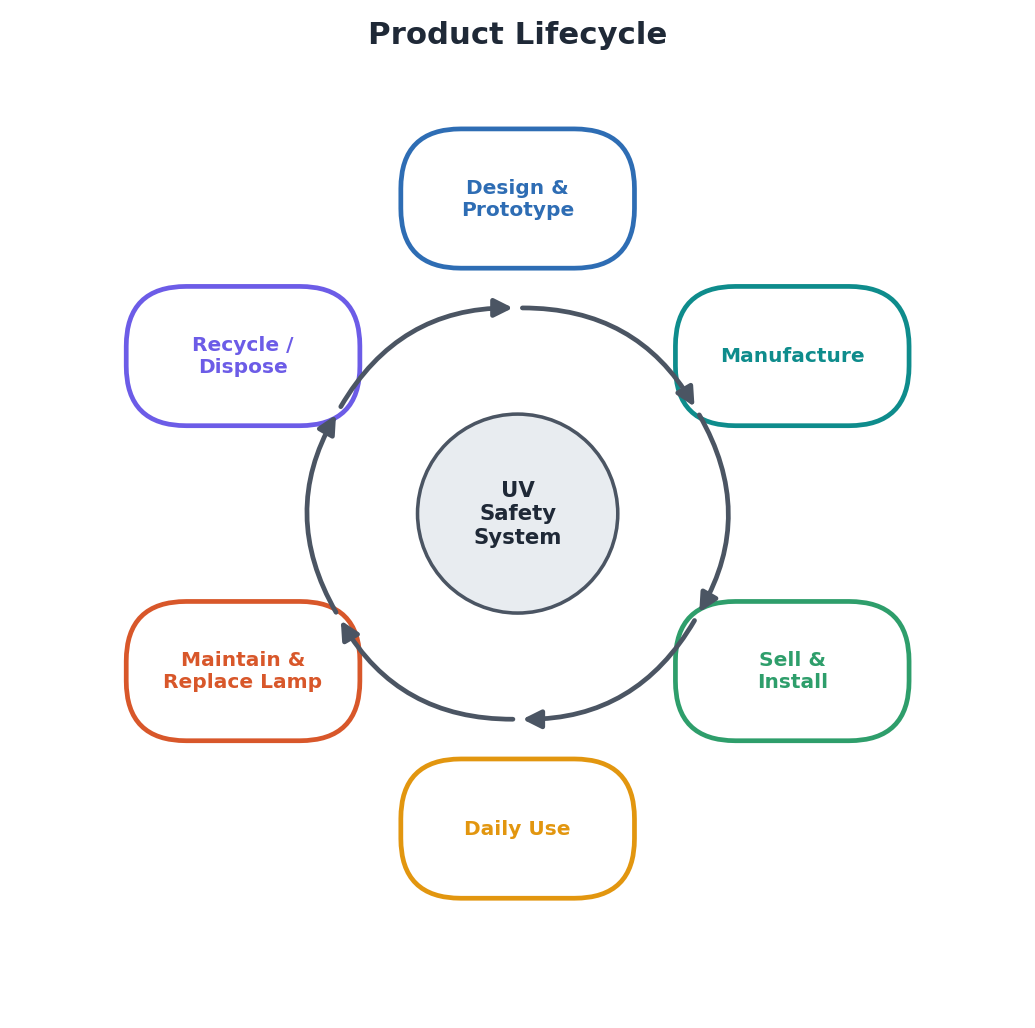 Product Lifecycle
Design &
Prototype
Manufacture
Sell &
Install
Daily Use
Maintain &
Replace Lamp
Recycle /
Dispose
UV
Safety
System